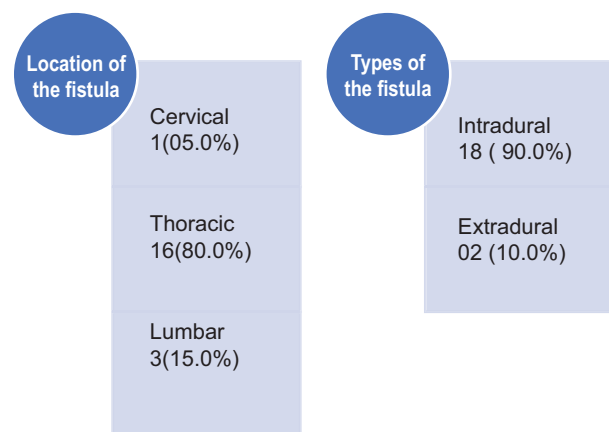 Location of
the fistula
Cervical
1(05.0%)
Thoracic
16(80.0%)
Lumbar
3(15.0%)
Types of
the fistula
Intradural
18 ( 90.0%)
Extradural
02 (10.0%)